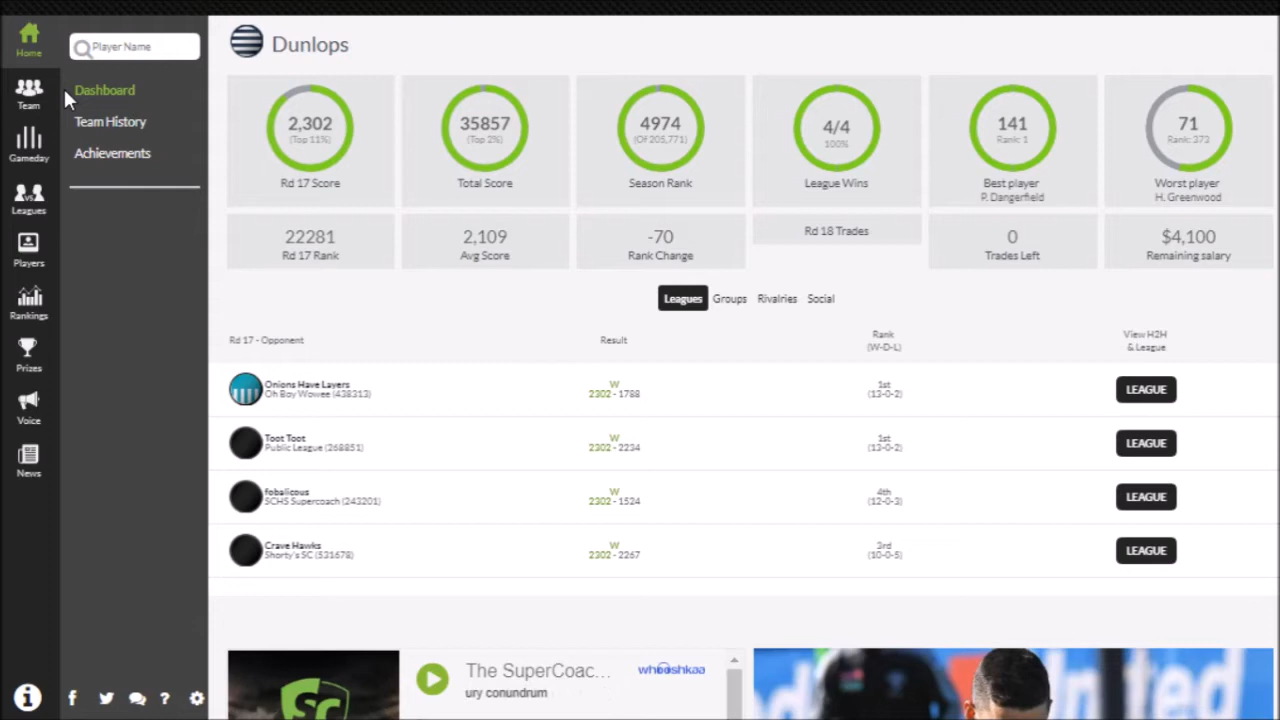 Home
Team
Gameday
VS
Leagues
Players
Rankings
Prizes
Voice
News
Player Name
Dashboard
Team History
Achievements
Dunlops
2,302
(Top 11%)
Rd 17 Score
35857
(Top 2%)
Total Score
4974
(Of 205,771)
Season Rank
4/4
100%
League Wins
141
Rank: 1
Best player
P. Dangerfield
71
Rank: 373
Worst player
H. Greenwood
22281
Rd 17 Rank
2,109
Avg Score
-70
Rank Change
Rd 18 Trades
0
Trades Left
$4,100
Remaining salary
Leagues Groups Rivalries Social
Rd 17 - Opponent Result Rank (W-D-L) View H2H & League
Onions Have Layers
Oh Boy Wowee (438313)
W
2302 - 1788
1st
(13-0-2)
LEAGUE
Toot Toot
Public League (268851)
W
2302 - 2234
1st
(13-0-2)
LEAGUE
fobalicous
SCHS Supercoach (243201)
W
2302 - 1524
4th
(12-0-3)
LEAGUE
Crave Hawks
Shorty's SC (531678)
W
2302 - 2267
3rd
(10-0-5)
LEAGUE
SC
The SuperCoac...
whooshkaa
ury conundrum